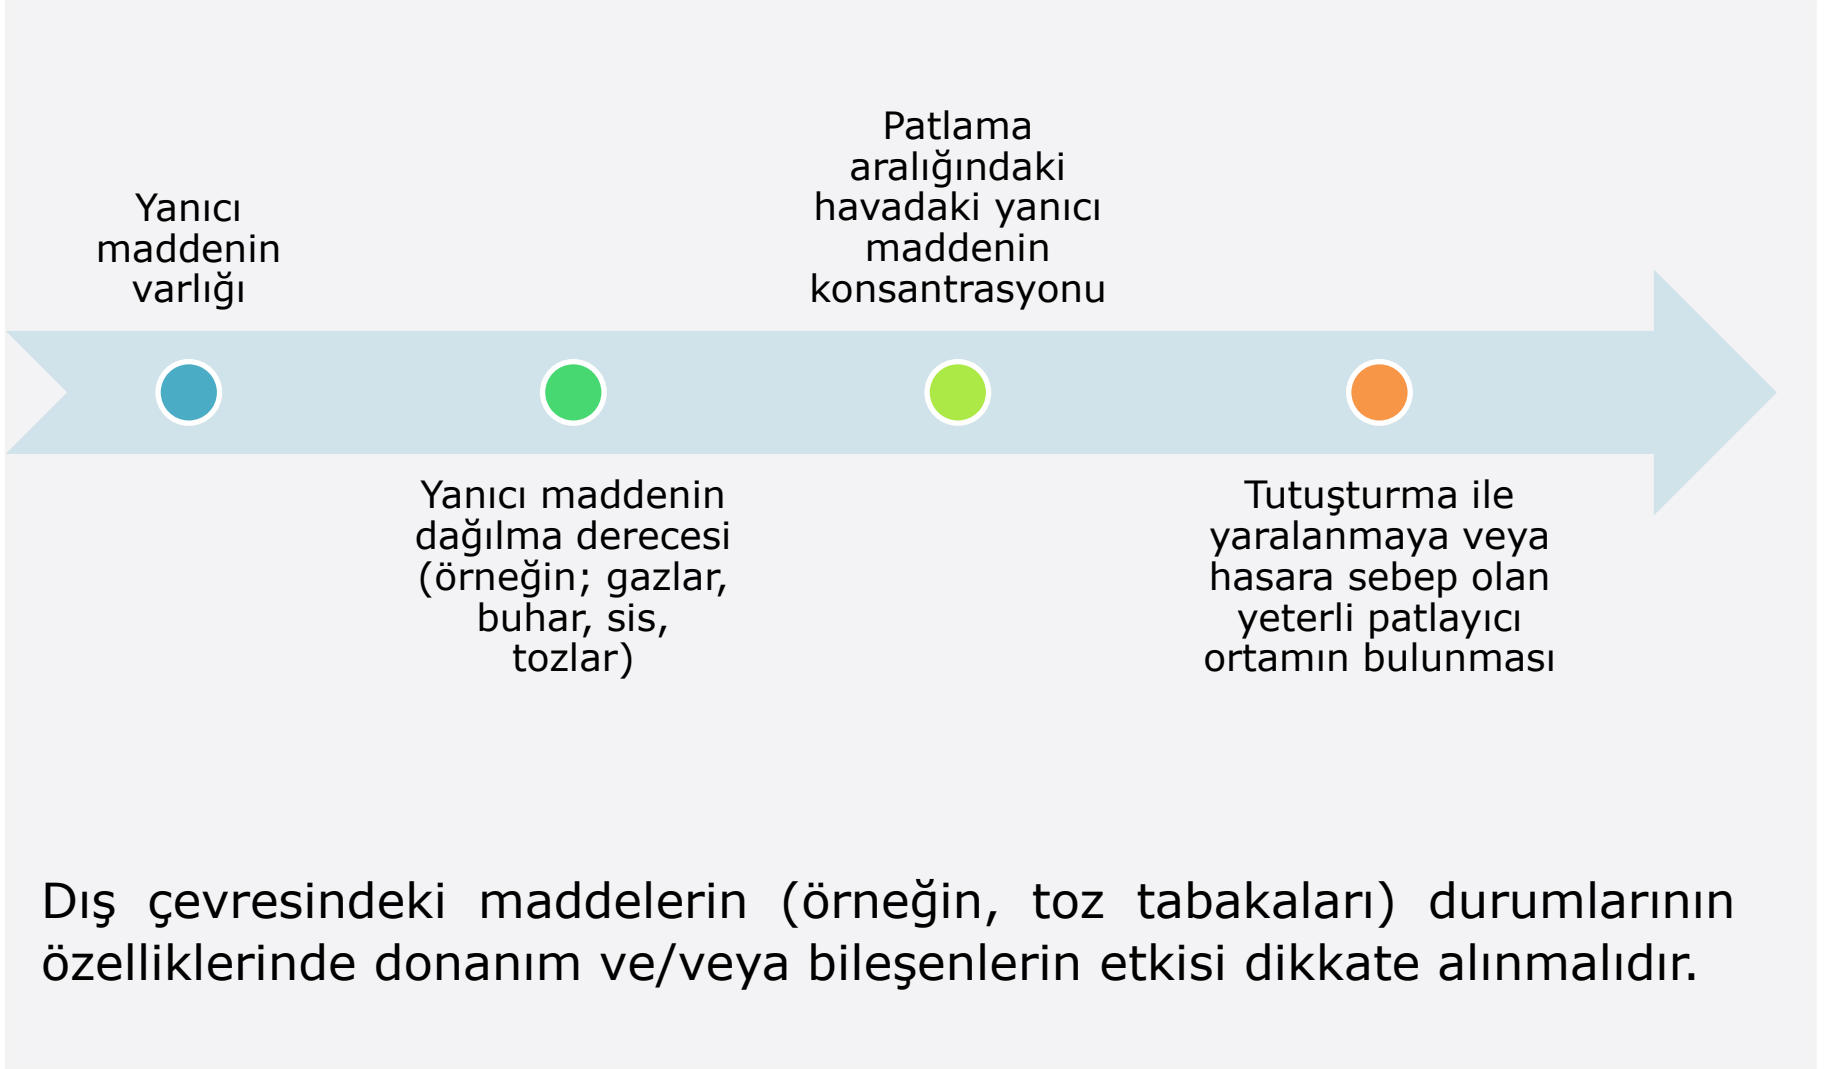 Yanıcı
maddenin
varlığı
Yanıcı maddenin
dağılma derecesi
(örneğin; gazlar,
buhar, sis,
tozlar)
Patlama
aralığındaki
havadaki yanıcı
maddenin
konsantrasyonu
Tutuşturma ile
yaralanmaya veya
hasara sebep olan
yeterli patlayıcı
ortamın bulunması
Dış çevresindeki maddelerin (örneğin, toz tabakaları) durumlarının
özelliklerinde donanım ve/veya bileşenlerin etkisi dikkate alınmalıdır.